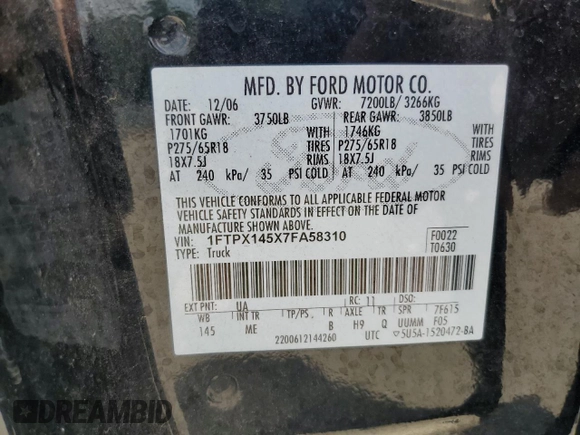 MFD. BY FORD MOTOR CO.
DATE: 12/06 GVWR: 7200LB/ 3266KG
FRONT GAWR: 3750LB REAR GAWR: 3850LB
1701KG WITH 1746KG WITH
P275/65R18 TIRES P275/65R18 TIRES
18X7.5J RIMS 18X7.5J RIMS
AT 240 kPa/ 35 PSI COLD AT 240 kPa/ 35 PSI COLD
THIS VEHICLE CONFORMS TO ALL APPLICABLE FEDERAL MOTOR
VEHICLE SAFETY STANDARDS IN EFFECT ON THE DATE OF
MANUFACTURE SHOWN ABOVE.
VIN: 1FTPX145X7FA58310 F0022
TYPE: Truck T0630
EXT PNT: UA RC: 11 DSO:
WB INT TR TP/PS R AXLE TR SPR 7F615
145 ME B H9 Q UUMM F05
2200612144260 UTC ▽5U5A-1520472-8A
Ford
DREAMBID